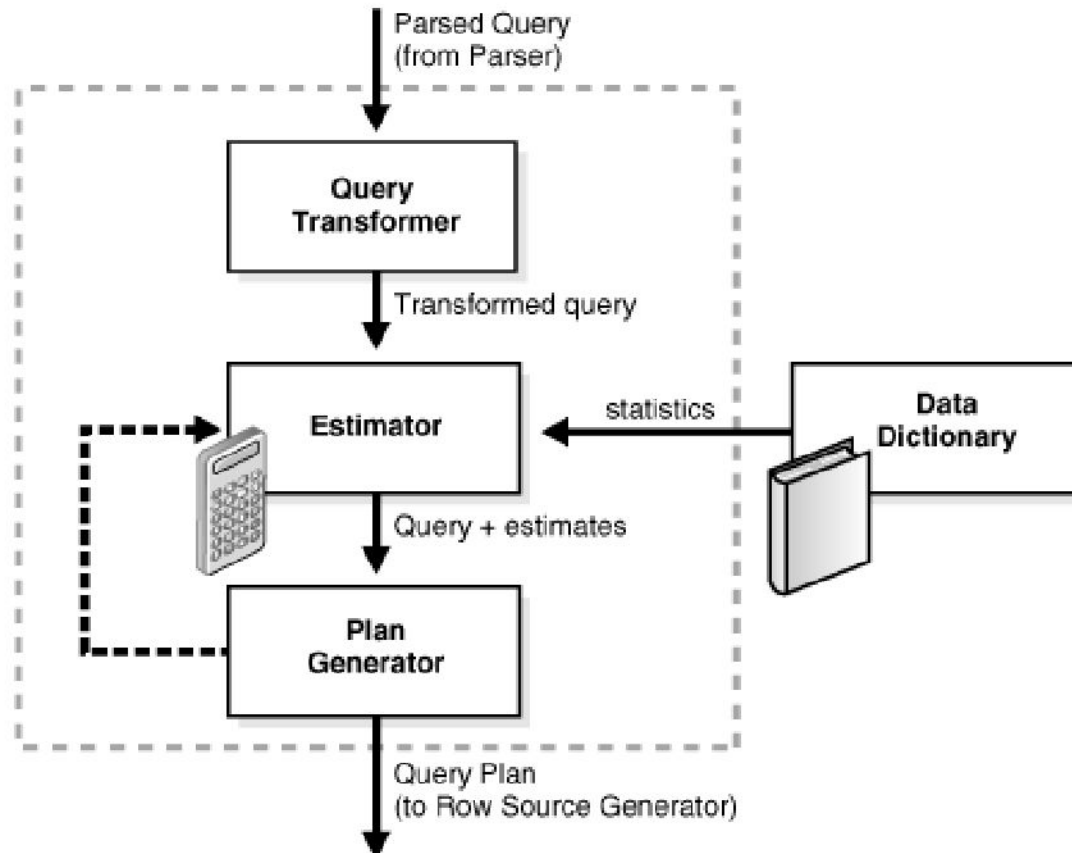 Parsed Query
(from Parser)
Query
Transformer
Transformed query
Estimator
statistics
Data
Dictionary
Query + estimates
Plan
Generator
Query Plan
(to Row Source Generator)